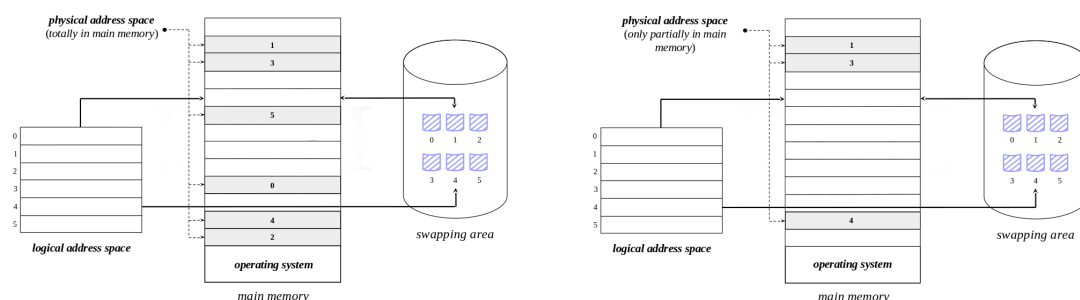 physical address space
(totally in main memory)
1
3
5
0
4
2
operating system
main memory
0
1
2
3
4
5
logical address space
0 1 2
3 4 5
swapping area
physical address space
(only partially in main
memory)
1
3
4
operating system
main memory
0
1
2
3
4
5
logical address space
0 1 2
3 4 5
swapping area